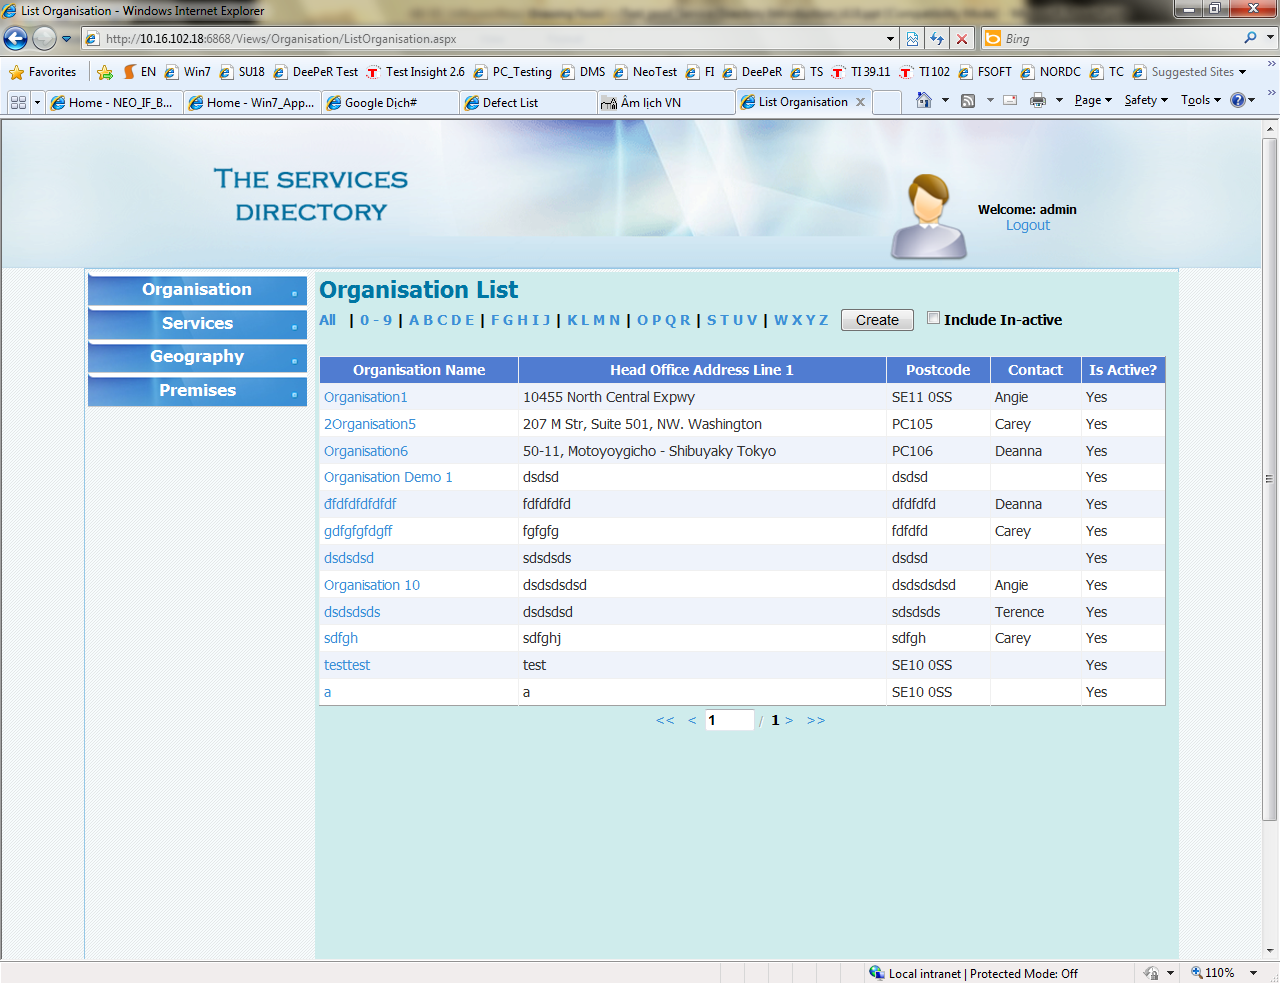 List Organisation - Windows Internet Explorer
http://10.16.102.18:6868/Views/Organisation/ListOrganisation.aspx
Bing
Favorites EN Win7 SU18 DeePeR Test Test Insight 2.6 PC_Testing DMS NeoTest FI DeePeR TS TI39.11 TI102 FSOFT NORDC TC Suggested Sites
Home - NEO_IF_B... Home - Win7_App... Google Dịch# Defect List Âm lịch VN List Organisation Page Safety Tools
THE SERVICES
DIRECTORY
Welcome: admin
Logout
Organisation
Services
Geography
Premises
Organisation List
All | 0 - 9 | A B C D E | F G H I J | K L M N | O P Q R | S T U V | W X Y Z Create Include In-active
Organisation Name Head Office Address Line 1 Postcode Contact Is Active?
Organisation1 10455 North Central Expwy SE11 0SS Angie Yes
2Organisation5 207 M Str, Suite 501, NW. Washington PC105 Carey Yes
Organisation6 50-11, Motoyoygicho - Shibuyaky Tokyo PC106 Deanna Yes
Organisation Demo 1 dsdsd dsdsd Yes
đfdfdfdfdfdf fdfdfdfd dfdfdfd Deanna Yes
gdfgfgfdgff fgfgfg fdfdfd Carey Yes
dsdsdsd sdsdsds dsdsd Yes
Organisation 10 dsdsdsdsd dsdsdsdsd Angie Yes
dsdsdsds dsdsdsd sdsdsds Terence Yes
sdfgh sdfghj sdfgh Carey Yes
testtest test SE10 0SS Yes
a a SE10 0SS Yes
<< < 1 / 1 > >>
Local intranet | Protected Mode: Off 110%